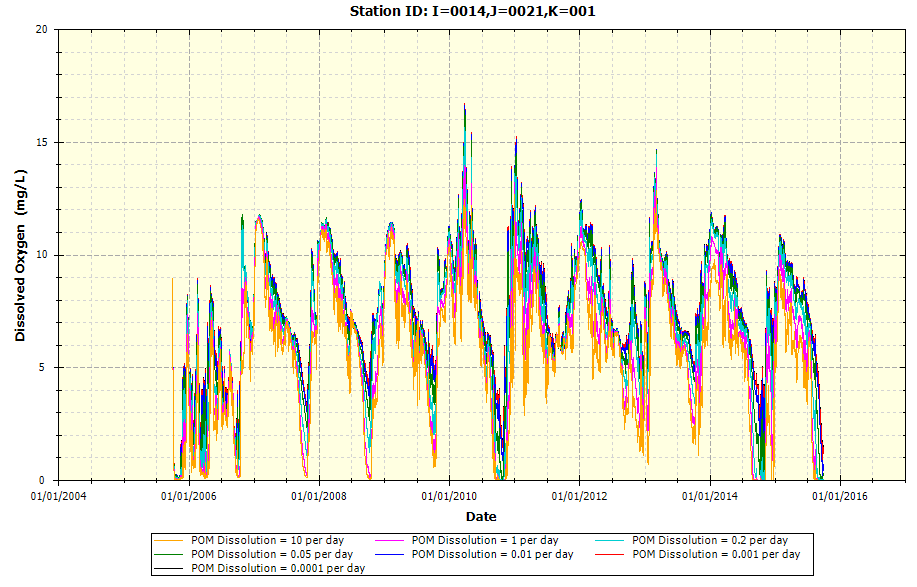 Station ID: I=0014,J=0021,K=001
Dissolved Oxygen (mg/L)
20
15
10
5
0
01/01/2004 01/01/2006 01/01/2008 01/01/2010 01/01/2012 01/01/2014 01/01/2016
Date
POM Dissolution = 10 per day POM Dissolution = 1 per day POM Dissolution = 0.2 per day
POM Dissolution = 0.05 per day POM Dissolution = 0.01 per day POM Dissolution = 0.001 per day
POM Dissolution = 0.0001 per day